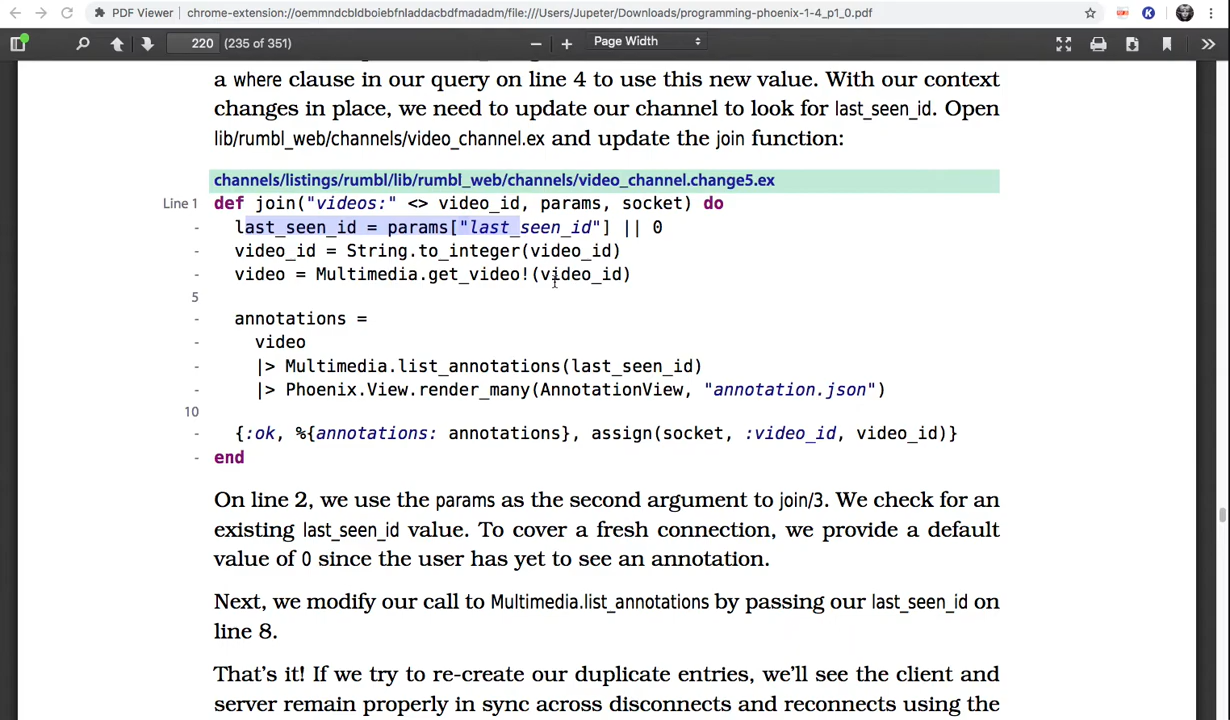 PDF Viewer
chrome-extension://oemmndcbldboiebfnladdacbdfmadadm/file:///Users/Jupeter/Downloads/programming-phoenix-1-4_p1_0.pdf
220 (235 of 351)
Page Width
a where clause in our query on line 4 to use this new value. With our context
changes in place, we need to update our channel to look for last_seen_id. Open
lib/rumbl_web/channels/video_channel.ex and update the join function:
channels/listings/rumbl/lib/rumbl_web/channels/video_channel.change5.ex
Line 1 def join("videos:" <> video_id, params, socket) do
- last_seen_id = params["last_seen_id"] || 0
- video_id = String.to_integer(video_id)
- video = Multimedia.get_video!(video_id)
5
- annotations =
- video
- |> Multimedia.list_annotations(last_seen_id)
- |> Phoenix.View.render_many(AnnotationView, "annotation.json")
10
- {:ok, %{annotations: annotations}, assign(socket, :video_id, video_id)}
- end
On line 2, we use the params as the second argument to join/3. We check for an
existing last_seen_id value. To cover a fresh connection, we provide a default
value of 0 since the user has yet to see an annotation.
Next, we modify our call to Multimedia.list_annotations by passing our last_seen_id on
line 8.
That's it! If we try to re-create our duplicate entries, we'll see the client and
server remain properly in sync across disconnects and reconnects using the